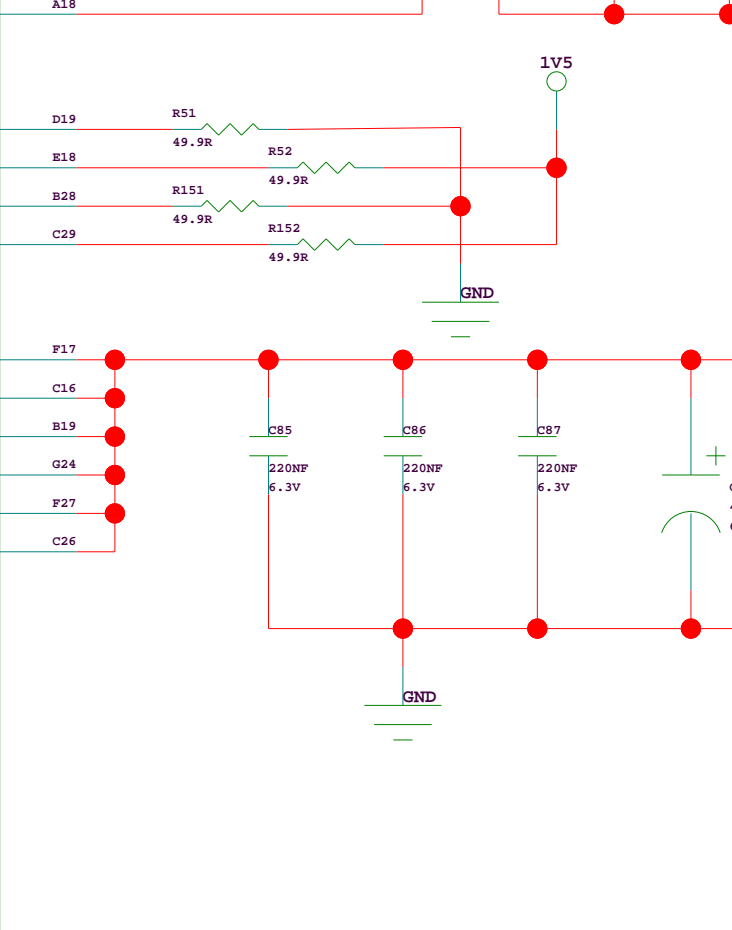 A18
1V5
D19
R51
49.9R
E18
R52
49.9R
B28
R151
49.9R
C29
R152
49.9R
GND
F17
C16
B19
C85
C86
C87
G24
220NF
220NF
220NF
6.3V
6.3V
6.3V
F27
C26
GND